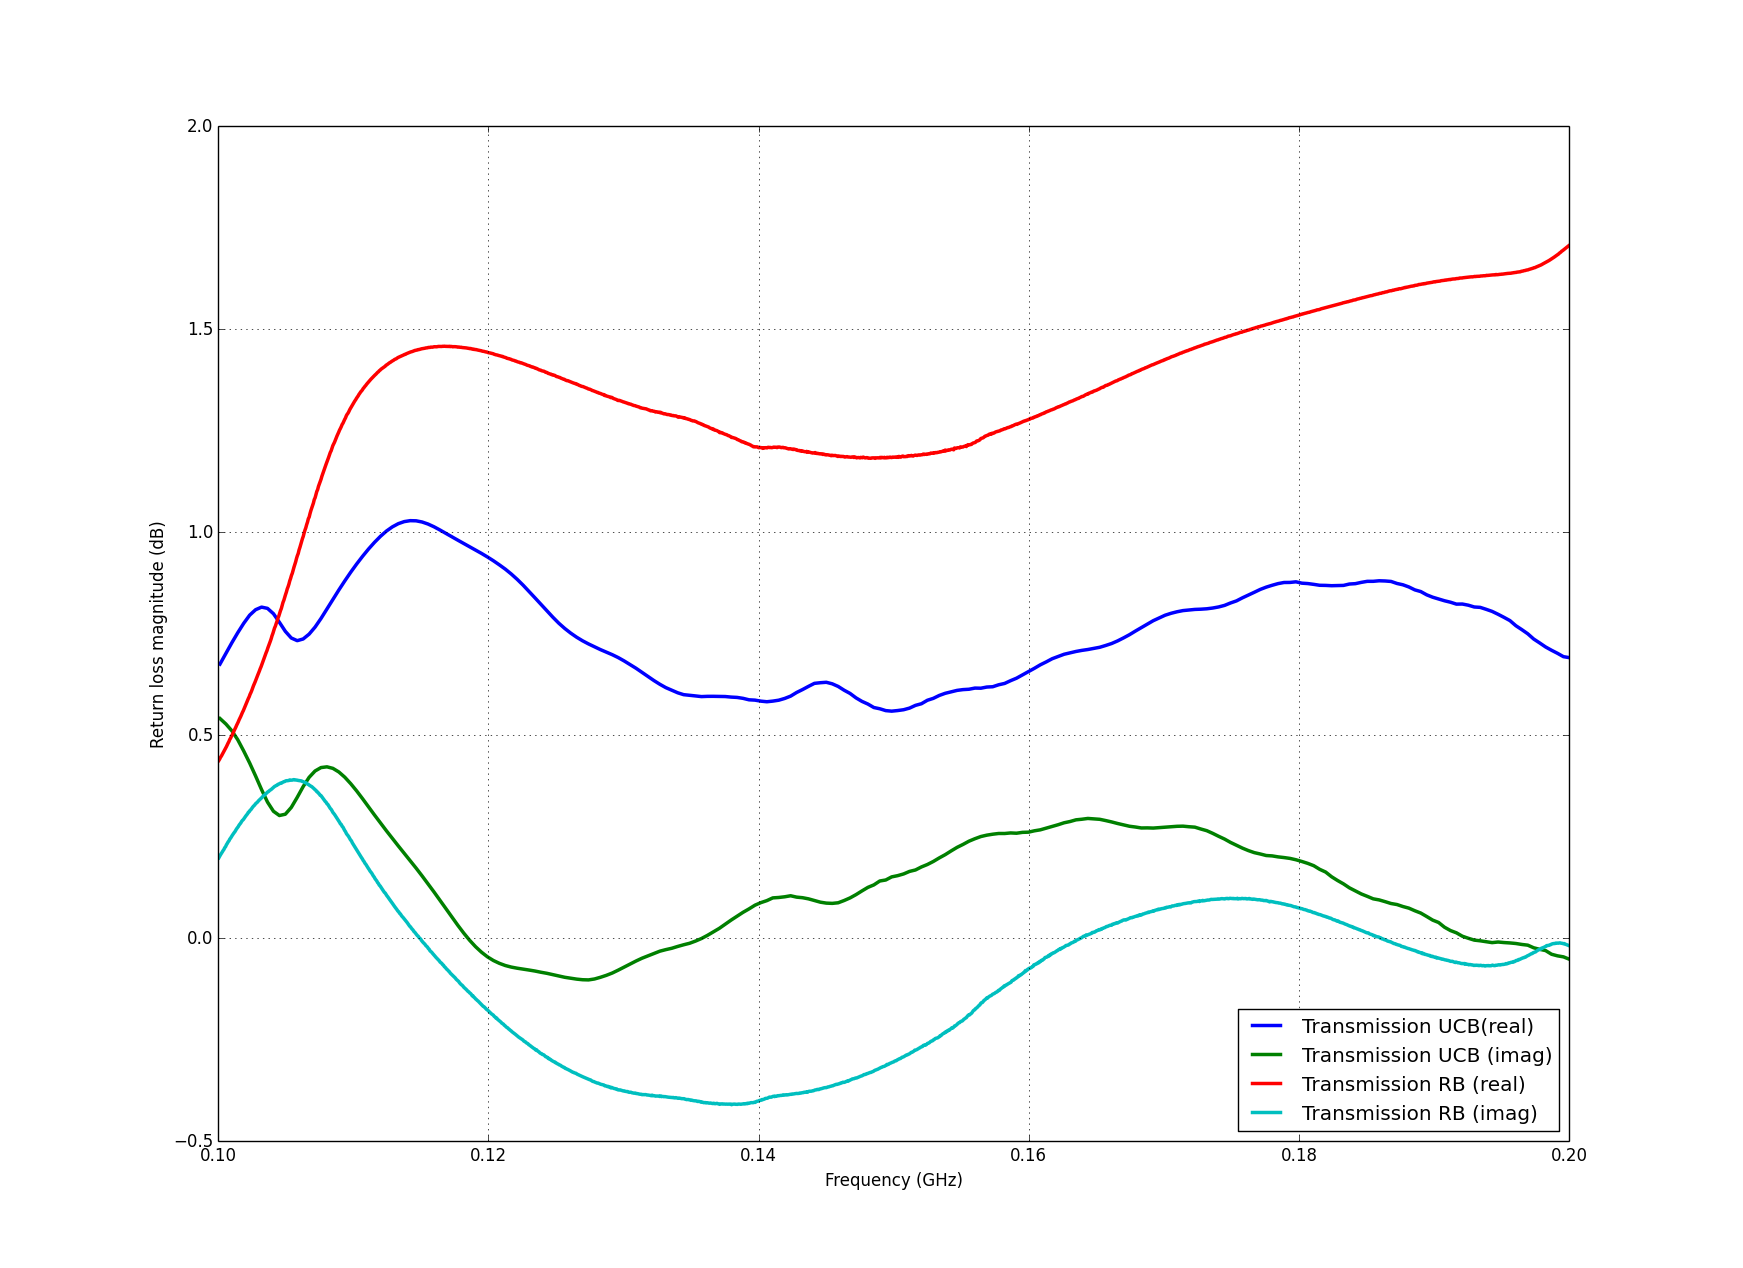 2.0
1.5
1.0
0.5
0.0
−0.5
Return loss magnitude (dB)
0.10 0.12 0.14 0.16 0.18 0.20
Frequency (GHz)
Transmission UCB(real)
Transmission UCB (imag)
Transmission RB (real)
Transmission RB (imag)